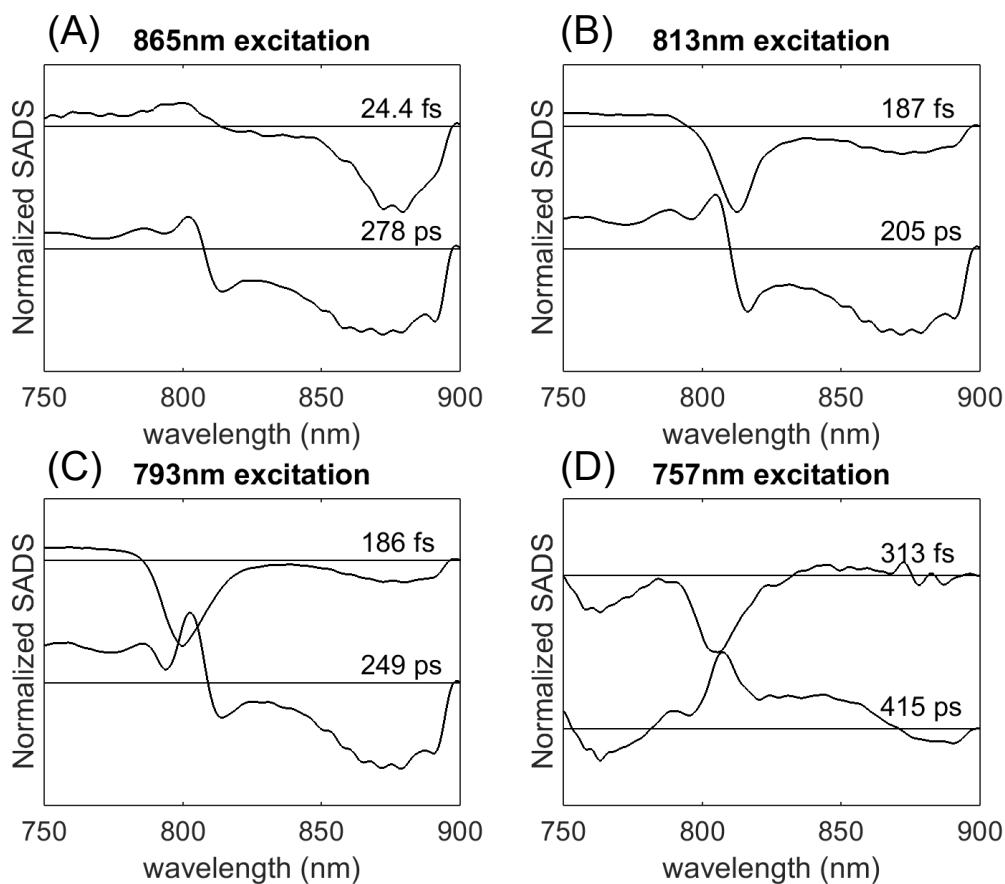 (A) 865nm excitation
Normalized SADS
24.4 fs
278 ps
750 800 850 900
wavelength (nm)
(B) 813nm excitation
Normalized SADS
187 fs
205 ps
750 800 850 900
wavelength (nm)
(C) 793nm excitation
Normalized SADS
186 fs
249 ps
750 800 850 900
wavelength (nm)
(D) 757nm excitation
Normalized SADS
313 fs
415 ps
750 800 850 900
wavelength (nm)